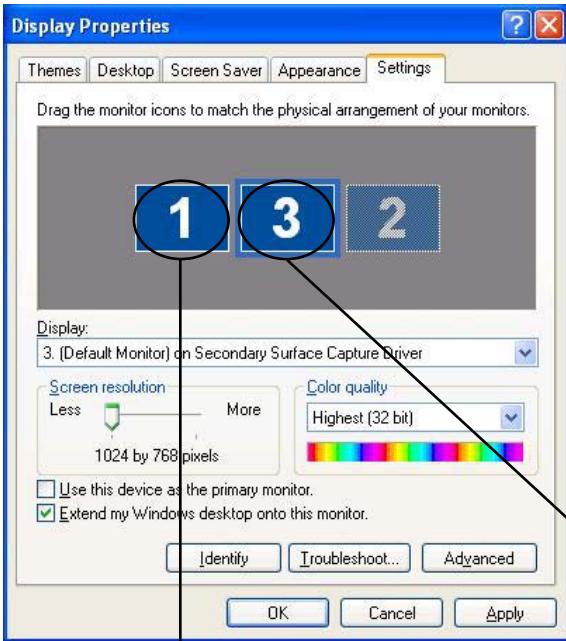 Display Properties
Themes Desktop Screen Saver Appearance Settings
Drag the monitor icons to match the physical arrangement of your monitors.
1 3 2
Display:
3. (Default Monitor) on Secondary Surface Capture Driver
Screen resolution Color quality
Less More Highest (32 bit)
1024 by 768 pixels
Use this device as the primary monitor.
Extend my Windows desktop onto this monitor.
Identify Troubleshoot... Advanced
OK Cancel Apply